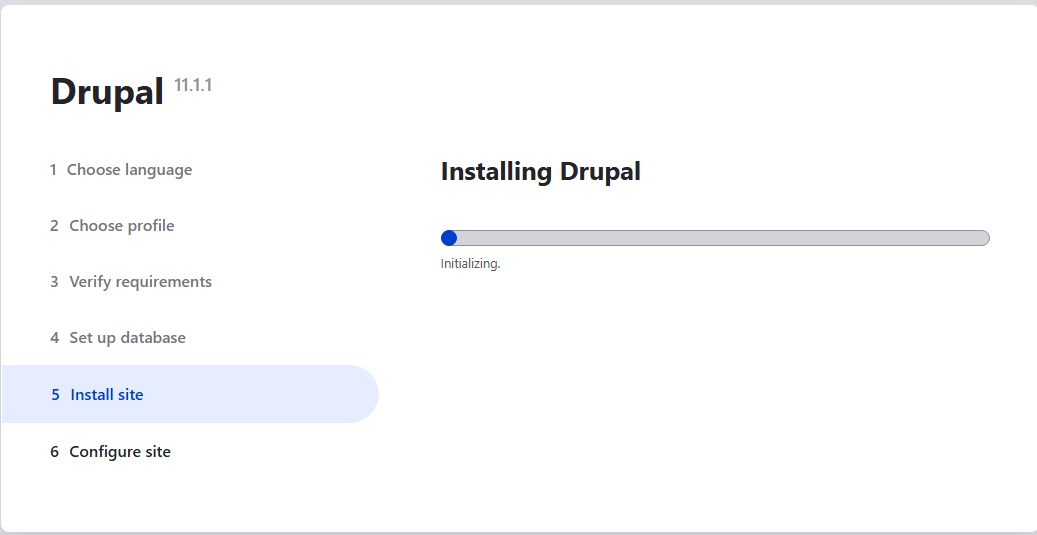 Drupal 11.1.1
1 Choose language
2 Choose profile
3 Verify requirements
4 Set up database
5 Install site
6 Configure site
Installing Drupal
Initializing.